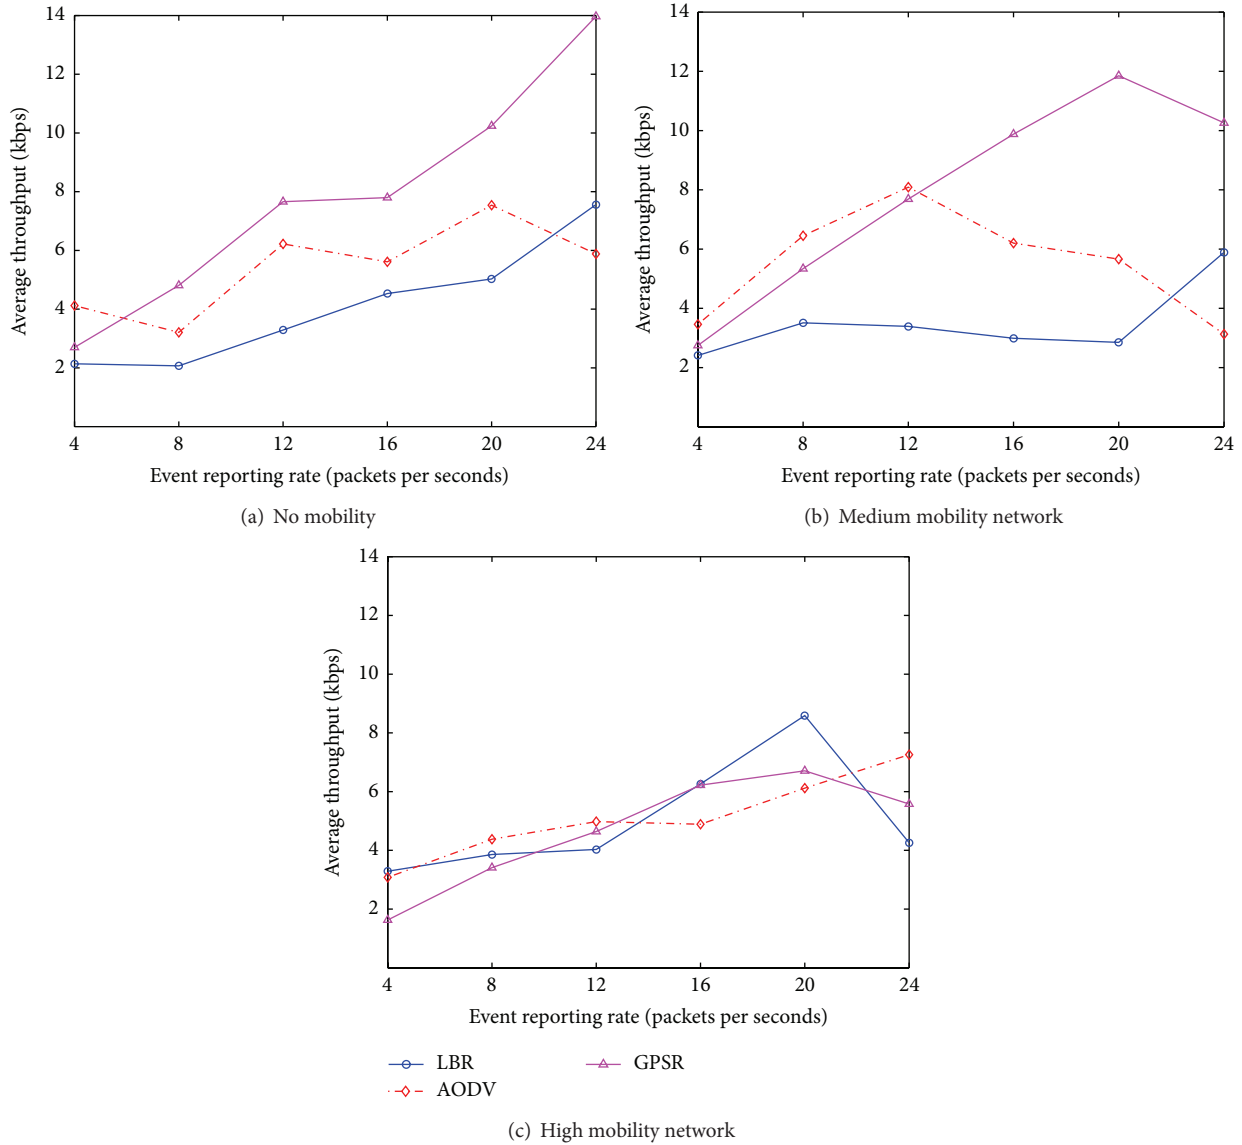 14
12
10
8
6
4
2
Average throughput (kbps)
4 8 12 16 20 24
Event reporting rate (packets per seconds)
(a) No mobility
14
12
10
8
6
4
2
Average throughput (kbps)
4 8 12 16 20 24
Event reporting rate (packets per seconds)
(b) Medium mobility network
14
12
10
8
6
4
2
Average throughput (kbps)
4 8 12 16 20 24
Event reporting rate (packets per seconds)
LBR GPSR
AODV
(c) High mobility network